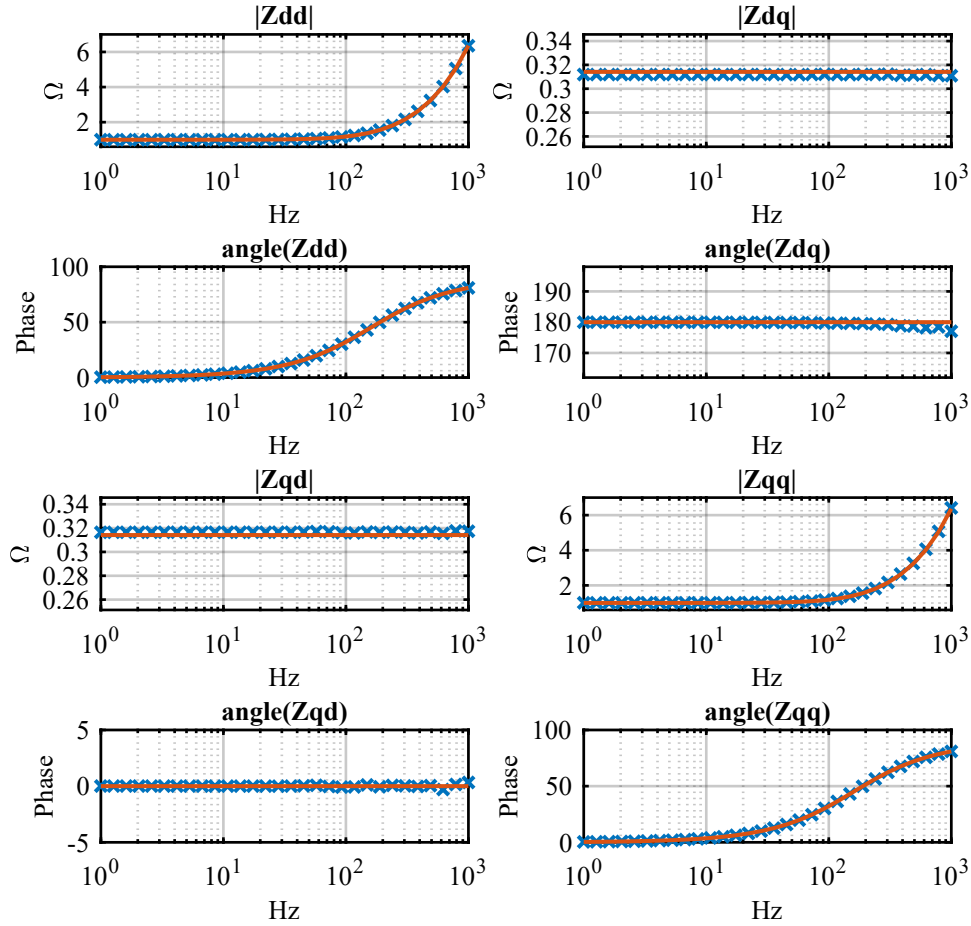 |Zdd|
6
4
2
Ω
10^0 10^1 10^2 10^3
Hz
|Zdq|
0.34
0.32
0.3
0.28
0.26
Ω
10^0 10^1 10^2 10^3
Hz
angle(Zdd)
100
50
0
Phase
10^0 10^1 10^2 10^3
Hz
angle(Zdq)
190
180
170
Phase
10^0 10^1 10^2 10^3
Hz
|Zqd|
0.34
0.32
0.3
0.28
0.26
Ω
10^0 10^1 10^2 10^3
Hz
|Zqq|
6
4
2
Ω
10^0 10^1 10^2 10^3
Hz
angle(Zqd)
5
0
-5
Phase
10^0 10^1 10^2 10^3
Hz
angle(Zqq)
100
50
0
Phase
10^0 10^1 10^2 10^3
Hz